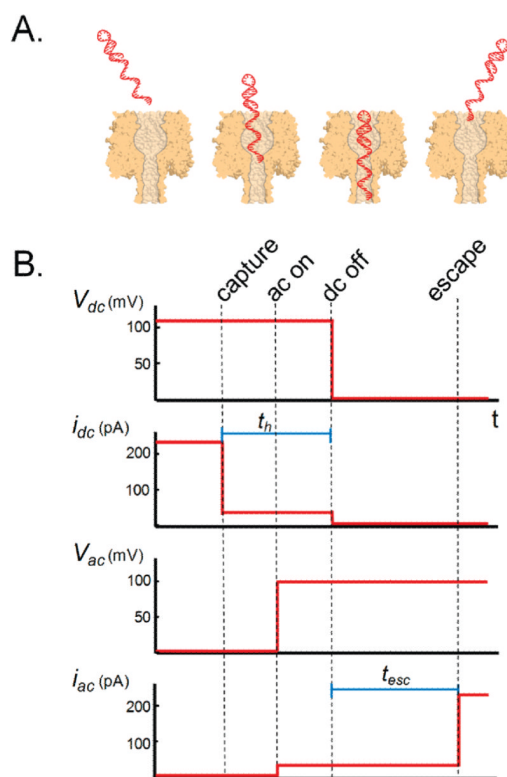 A.
B.
capture
ac on
dc off
escape
V_dc (mV)
100
50
t
i_dc (pA)
t_h
200
100
V_ac (mV)
100
50
i_ac (pA)
t_esc
200
100